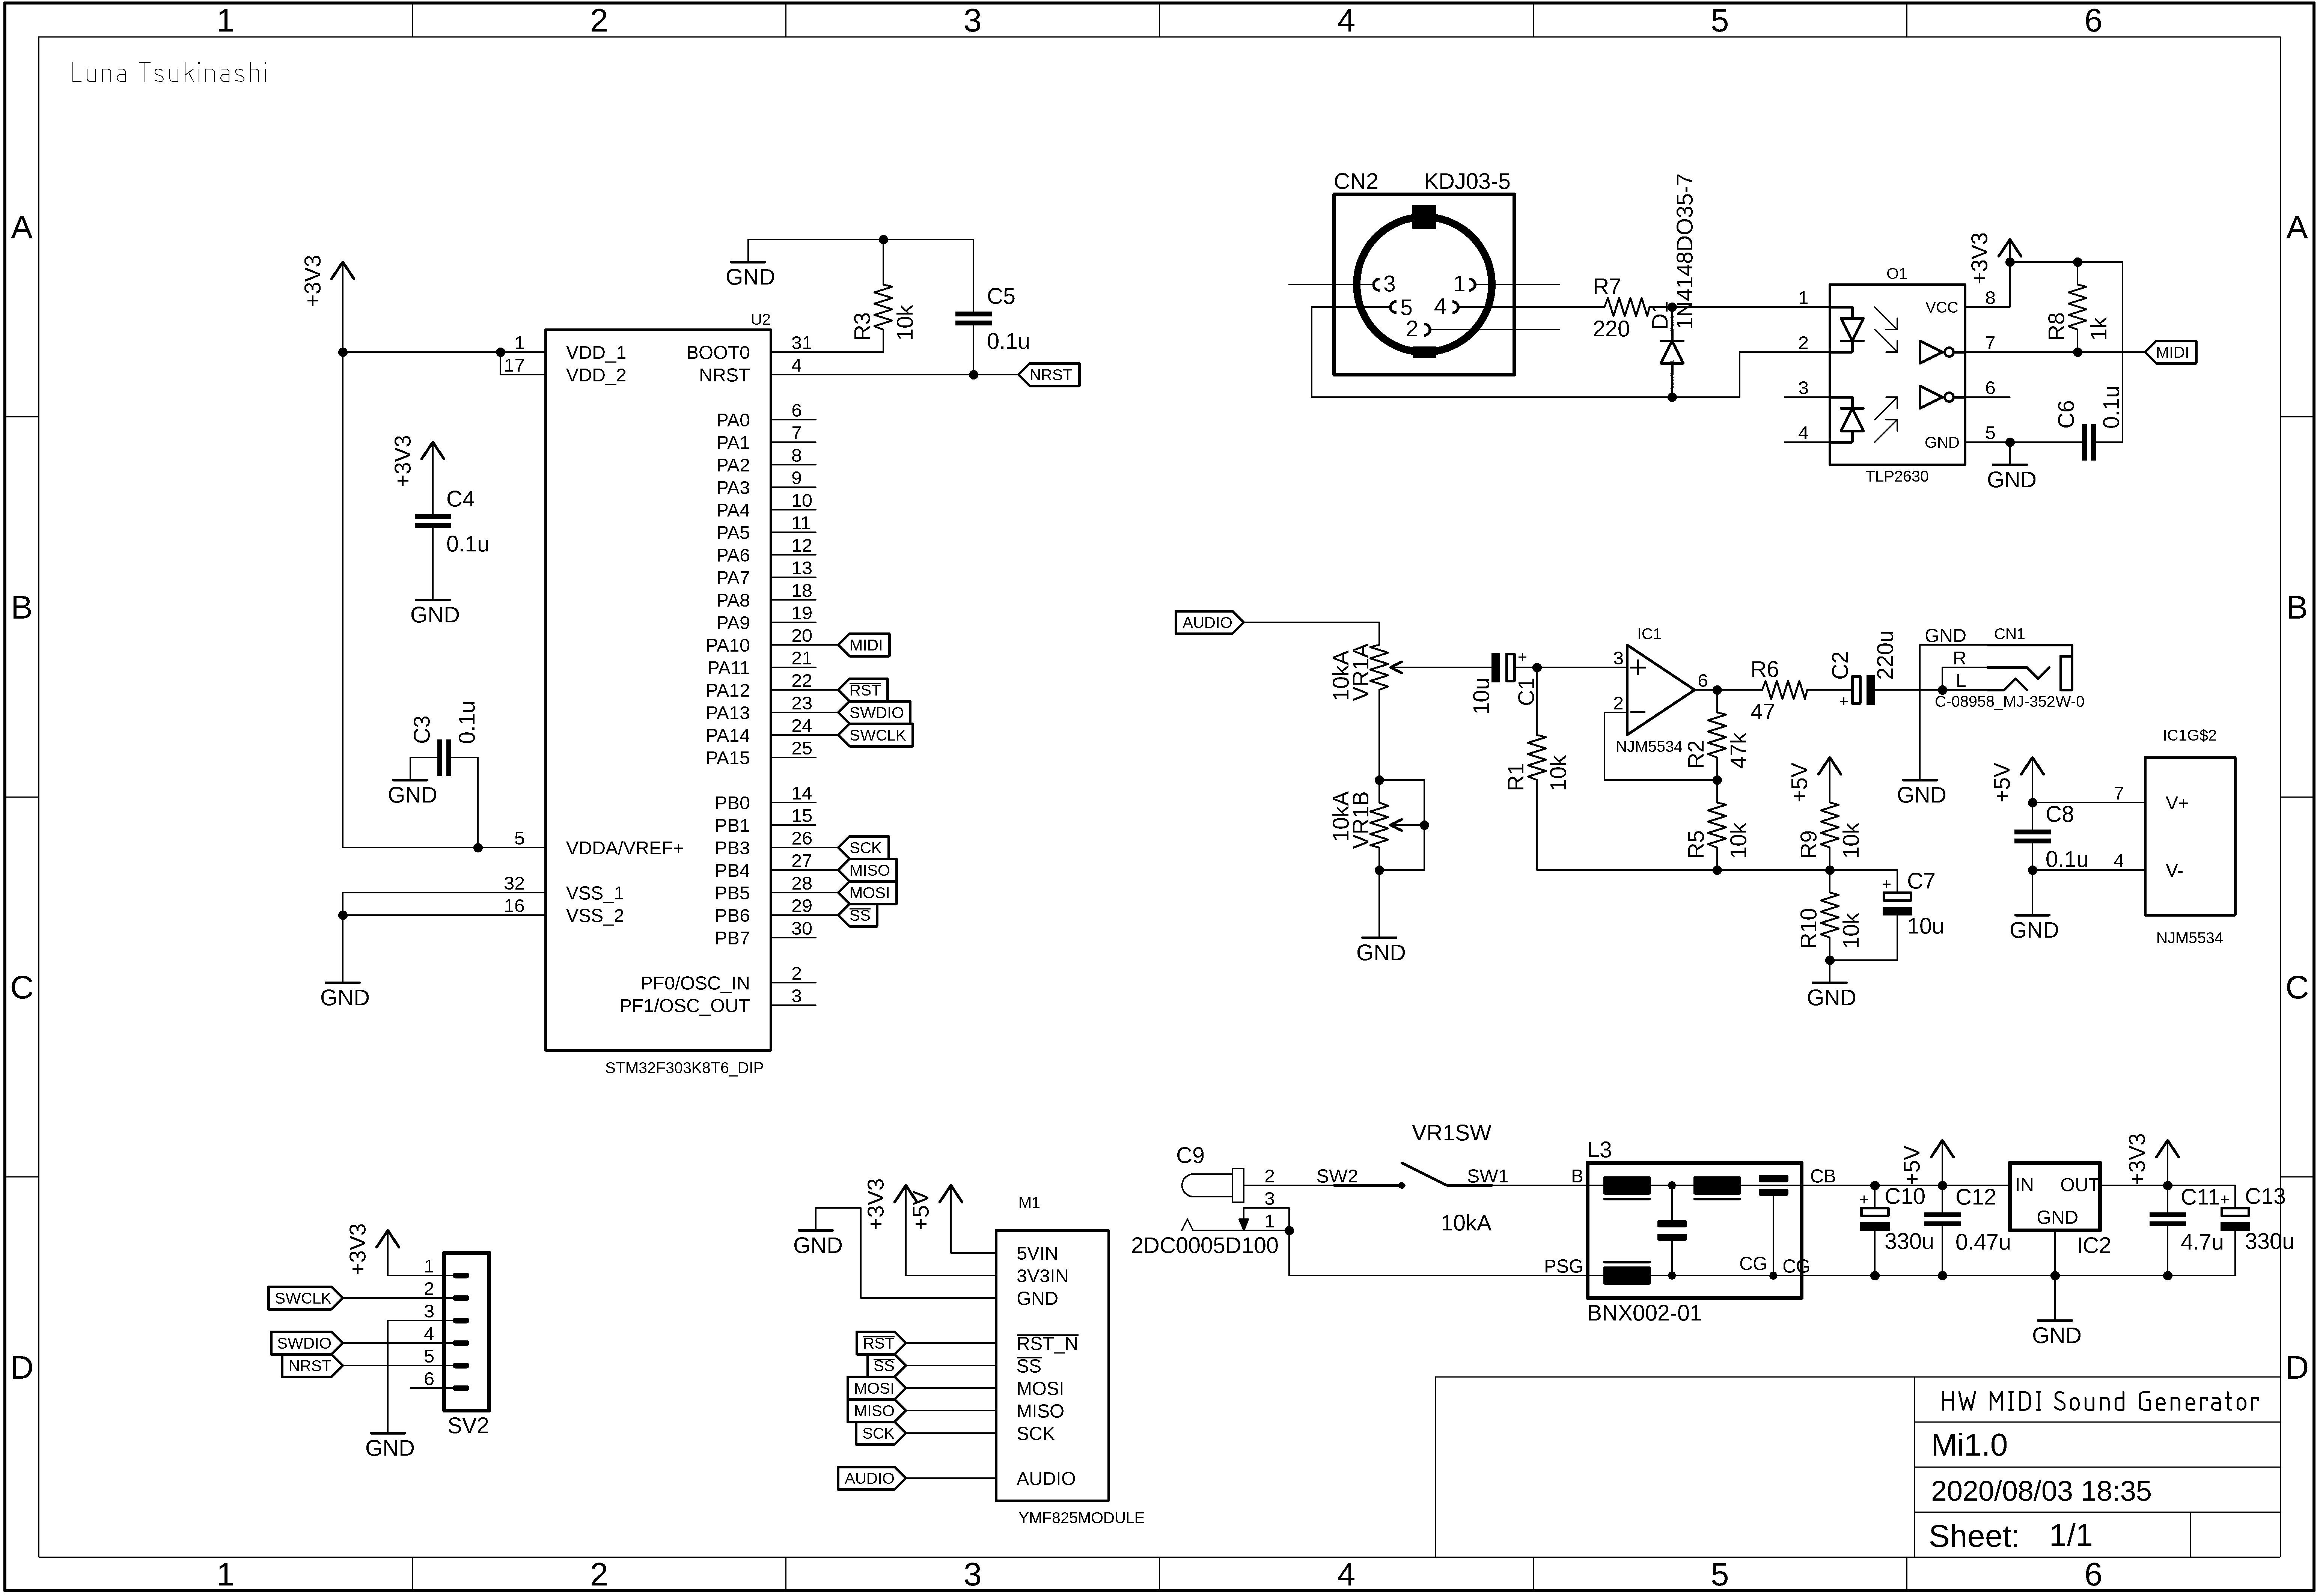 1 2 3 4 5 6
Luna Tsukinashi
A A
B B
C C
D D
+3V3
GND
R3
10k
C5
0.1u
NRST
U2
1 VDD_1
17 VDD_2
5 VDDA/VREF+
32 VSS_1
16 VSS_2
BOOT0 31
NRST 4
PA0 6
PA1 7
PA2 8
PA3 9
PA4 10
PA5 11
PA6 12
PA7 13
PA8 18
PA9 19
PA10 20 MIDI
PA11 21
PA12 22 RST
PA13 23 SWDIO
PA14 24 SWCLK
PA15 25
PB0 14
PB1 15
PB3 26 SCK
PB4 27 MISO
PB5 28 MOSI
PB6 29 SS
PB7 30
PF0/OSC_IN 2
PF1/OSC_OUT 3
STM32F303K8T6_DIP
+3V3
C4
0.1u
GND
C3
0.1u
GND
GND
CN2 KDJ03-5
3 1
5 4
2
R7
220
D1
1N4148DO35-7
O1
1 VCC 8
2 7
3 6
4 GND 5
TLP2630
+3V3
R8
1k
MIDI
C6
0.1u
GND
AUDIO
10kA
VR1A
10kA
VR1B
GND
10u
C1
+
R1
10k
IC1
3
2
6
NJM5534
R2
47k
R5
10k
R6
47
C2
220u
+
GND CN1
R
L
C-08958_MJ-352W-0
GND
+5V
R9
10k
R10
10k
+
C7
10u
GND
+5V
C8
0.1u
GND
IC1G$2
7 V+
4 V-
NJM5534
+3V3
SWCLK
SWDIO
NRST
1
2
3
4
5
6
SV2
GND
GND
+3V3
+5V
M1
5VIN
3V3IN
GND
RST RST_N
SS SS
MOSI MOSI
MISO MISO
SCK SCK
AUDIO AUDIO
YMF825MODULE
C9
2
3
1
2DC0005D100
VR1SW
SW2 SW1
10kA
L3
B CB
PSG CG CG
BNX002-01
+
C10
330u
+5V
C12
0.47u
IN OUT
GND
IC2
GND
+3V3
C11
4.7u
+
C13
330u
HW MIDI Sound Generator
Mi1.0
2020/08/03 18:35
Sheet: 1/1
1 2 3 4 5 6